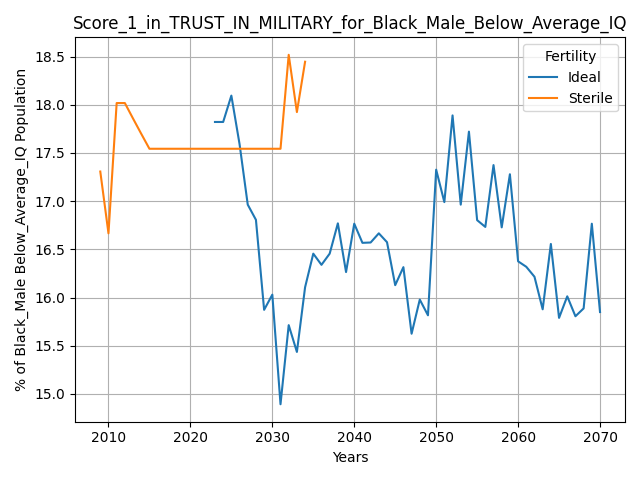 Score_1_in_TRUST_IN_MILITARY_for_Black_Male_Below_Average_IQ
% of Black_Male Below_Average_IQ Population
18.5
18.0
17.5
17.0
16.5
16.0
15.5
15.0
Fertility
Ideal
Sterile
2010 2020 2030 2040 2050 2060 2070
Years